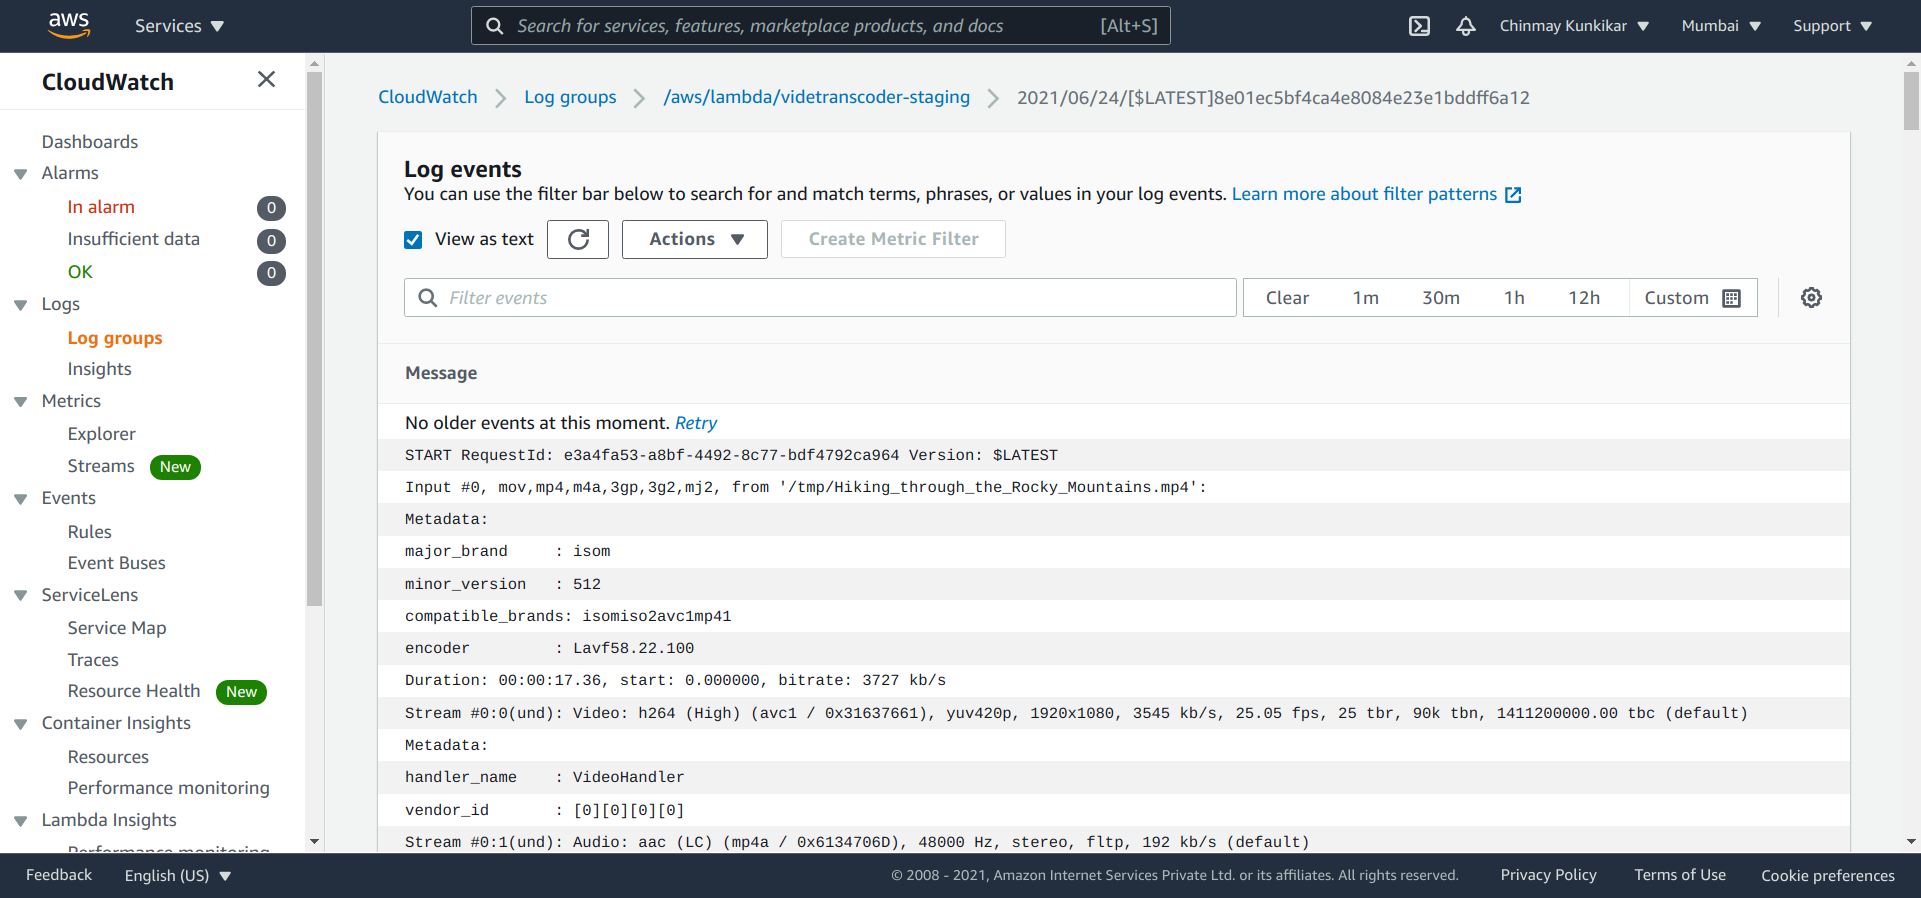 aws
Services
Search for services, features, marketplace products, and docs [Alt+S]
Chinmay Kunkikar
Mumbai
Support
CloudWatch
Dashboards
Alarms
In alarm 0
Insufficient data 0
OK 0
Logs
Log groups
Insights
Metrics
Explorer
Streams New
Events
Rules
Event Buses
ServiceLens
Service Map
Traces
Resource Health New
Container Insights
Resources
Performance monitoring
Lambda Insights
Performance monitoring
CloudWatch Log groups /aws/lambda/videtranscoder-staging 2021/06/24/[$LATEST]8e01ec5bf4ca4e8084e23e1bddff6a12
Log events
You can use the filter bar below to search for and match terms, phrases, or values in your log events. Learn more about filter patterns
View as text
Actions
Create Metric Filter
Filter events
Clear 1m 30m 1h 12h Custom
Message
No older events at this moment. Retry
START RequestId: e3a4fa53-a8bf-4492-8c77-bdf4792ca964 Version: $LATEST
Input #0, mov,mp4,m4a,3gp,3g2,mj2, from '/tmp/Hiking_through_the_Rocky_Mountains.mp4':
Metadata:
major_brand     : isom
minor_version   : 512
compatible_brands: isomiso2avc1mp41
encoder         : Lavf58.22.100
Duration: 00:00:17.36, start: 0.000000, bitrate: 3727 kb/s
Stream #0:0(und): Video: h264 (High) (avc1 / 0x31637661), yuv420p, 1920x1080, 3545 kb/s, 25.05 fps, 25 tbr, 90k tbn, 1411200000.00 tbc (default)
Metadata:
handler_name    : VideoHandler
vendor_id       : [0][0][0][0]
Stream #0:1(und): Audio: aac (LC) (mp4a / 0x6134706D), 48000 Hz, stereo, fltp, 192 kb/s (default)
Feedback
English (US)
© 2008 - 2021, Amazon Internet Services Private Ltd. or its affiliates. All rights reserved.
Privacy Policy
Terms of Use
Cookie preferences